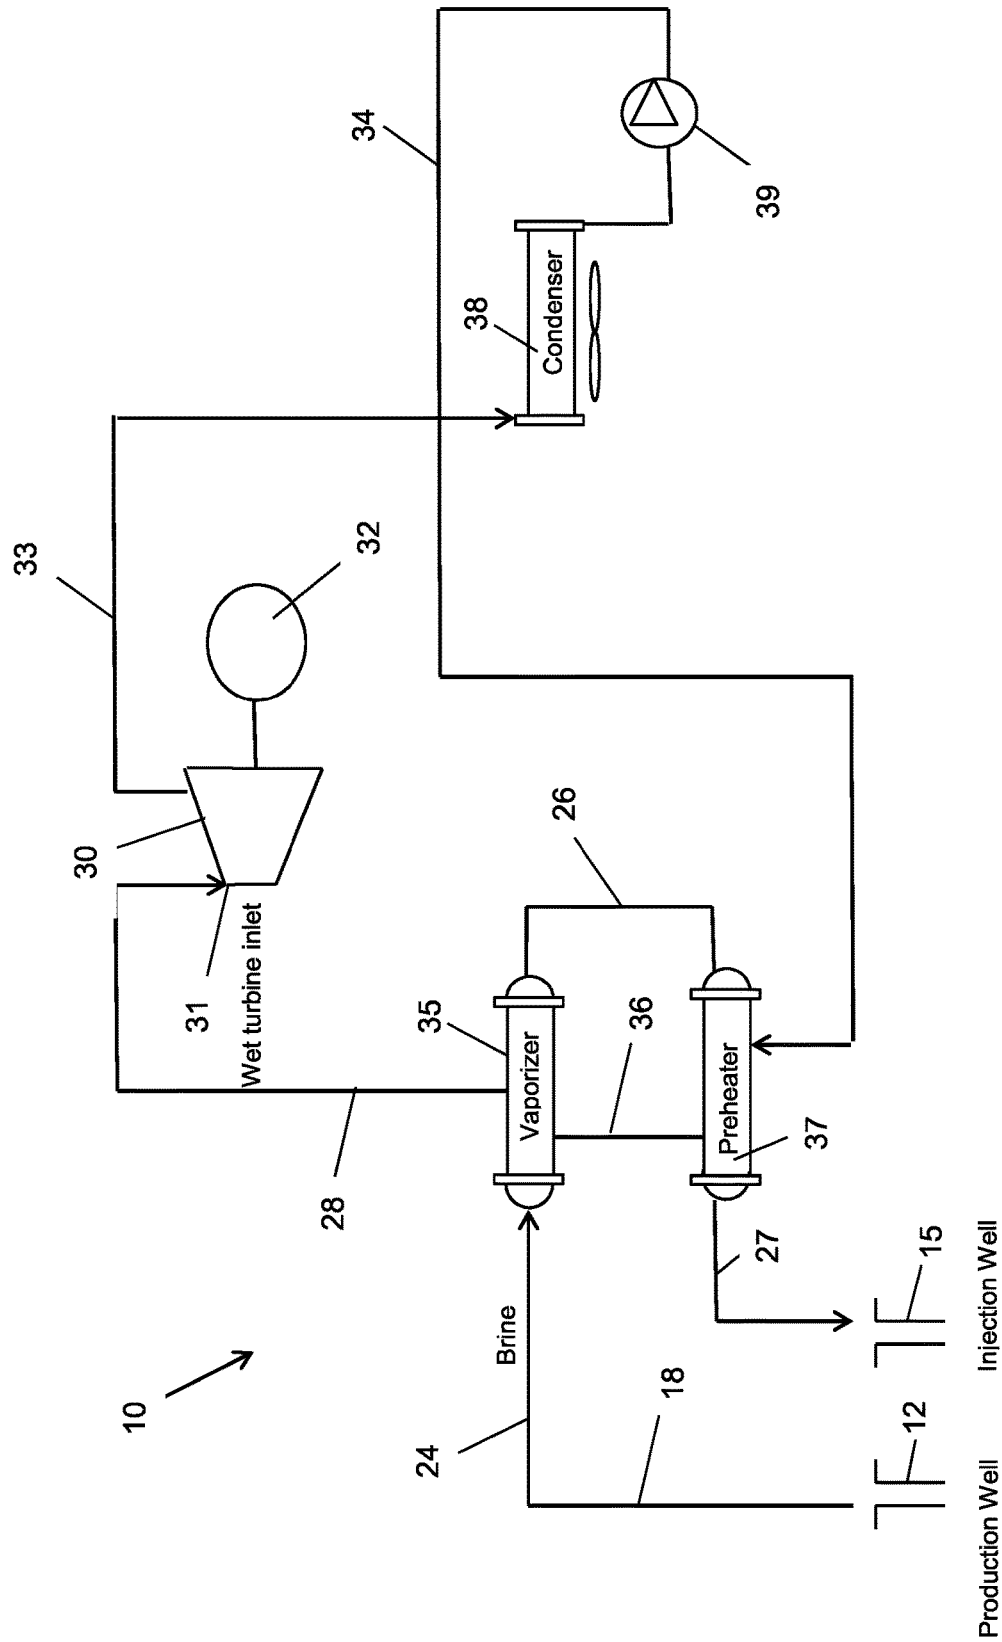 33
30
10
31
Wet turbine inlet
28
32
34
24
35
38
Brine
Vaporizer
Condenser
26
36
18
Preheater
27
39
37
12
15
Production Well
Injection Well